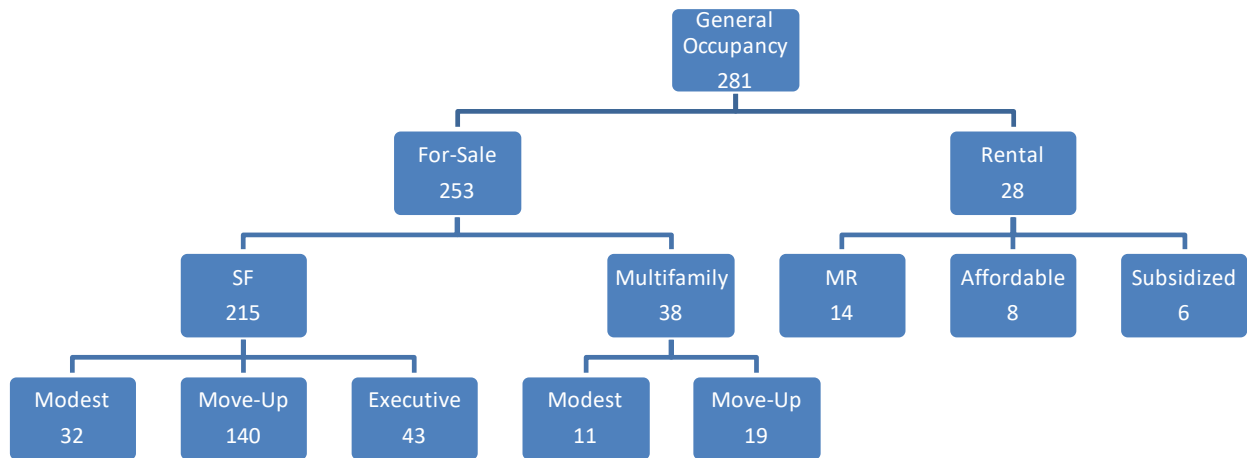 General
Occupancy
281
For-Sale
253
Rental
28
SF
215
Multifamily
38
MR
14
Affordable
8
Subsidized
6
Modest
32
Move-Up
140
Executive
43
Modest
11
Move-Up
19